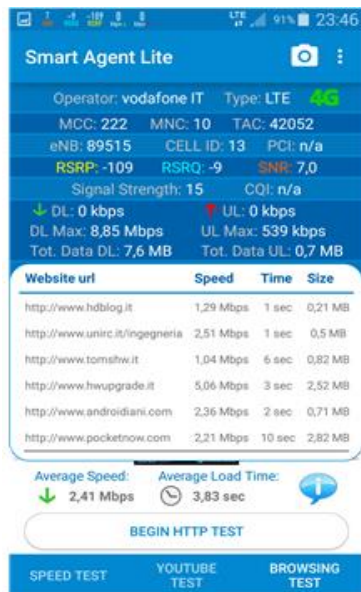 LTE 91% 23:46
Smart Agent Lite
Operator: vodafone IT Type: LTE 4G
MCC: 222 MNC: 10 TAC: 42052
eNB: 89515 CELL ID: 13 PCI: n/a
RSRP: -109 RSRQ: -9 SNR: 7,0
Signal Strength: 15 CQI: n/a
DL: 0 kbps UL: 0 kbps
DL Max: 8,85 Mbps UL Max: 539 kbps
Tot. Data DL: 7,6 MB Tot. Data UL: 0,7 MB
Website url Speed Time Size
http://www.hdblog.it 1,29 Mbps 1 sec 0,21 MB
http://www.unirc.it/ingegneria 2,51 Mbps 1 sec 0,5 MB
http://www.tomshw.it 1,04 Mbps 6 sec 0,82 MB
http://www.hwupgrade.it 5,06 Mbps 3 sec 2,52 MB
http://www.androidiani.com 2,36 Mbps 2 sec 0,71 MB
http://www.pocketnow.com 2,21 Mbps 10 sec 2,82 MB
Average Speed: Average Load Time:
2,41 Mbps 3,83 sec
BEGIN HTTP TEST
SPEED TEST YOUTUBE TEST BROWSING TEST